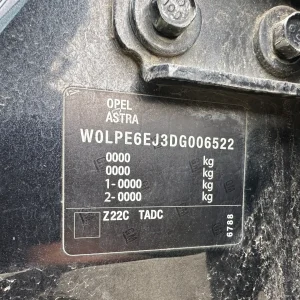 OPEL
ASTRA
W0LPE6EJ3DG006522
0000 kg
0000 kg
1-0000 kg
2-0000 kg
Z22C TADC
6788